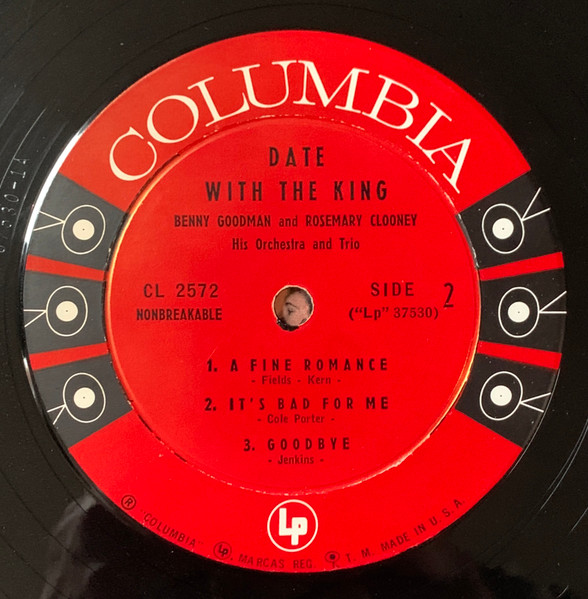 COLUMBIA
DATE
WITH THE KING
BENNY GOODMAN and ROSEMARY CLOONEY
His Orchestra and Trio
CL 2572
NONBREAKABLE
SIDE 2
("Lp" 37530)
1. A FINE ROMANCE
- Fields - Kern -
2. IT'S BAD FOR ME
- Cole Porter -
3. GOODBYE
- Jenkins -
Lp
® "COLUMBIA" Lp MARCAS REG. T. M. MADE IN U. S. A